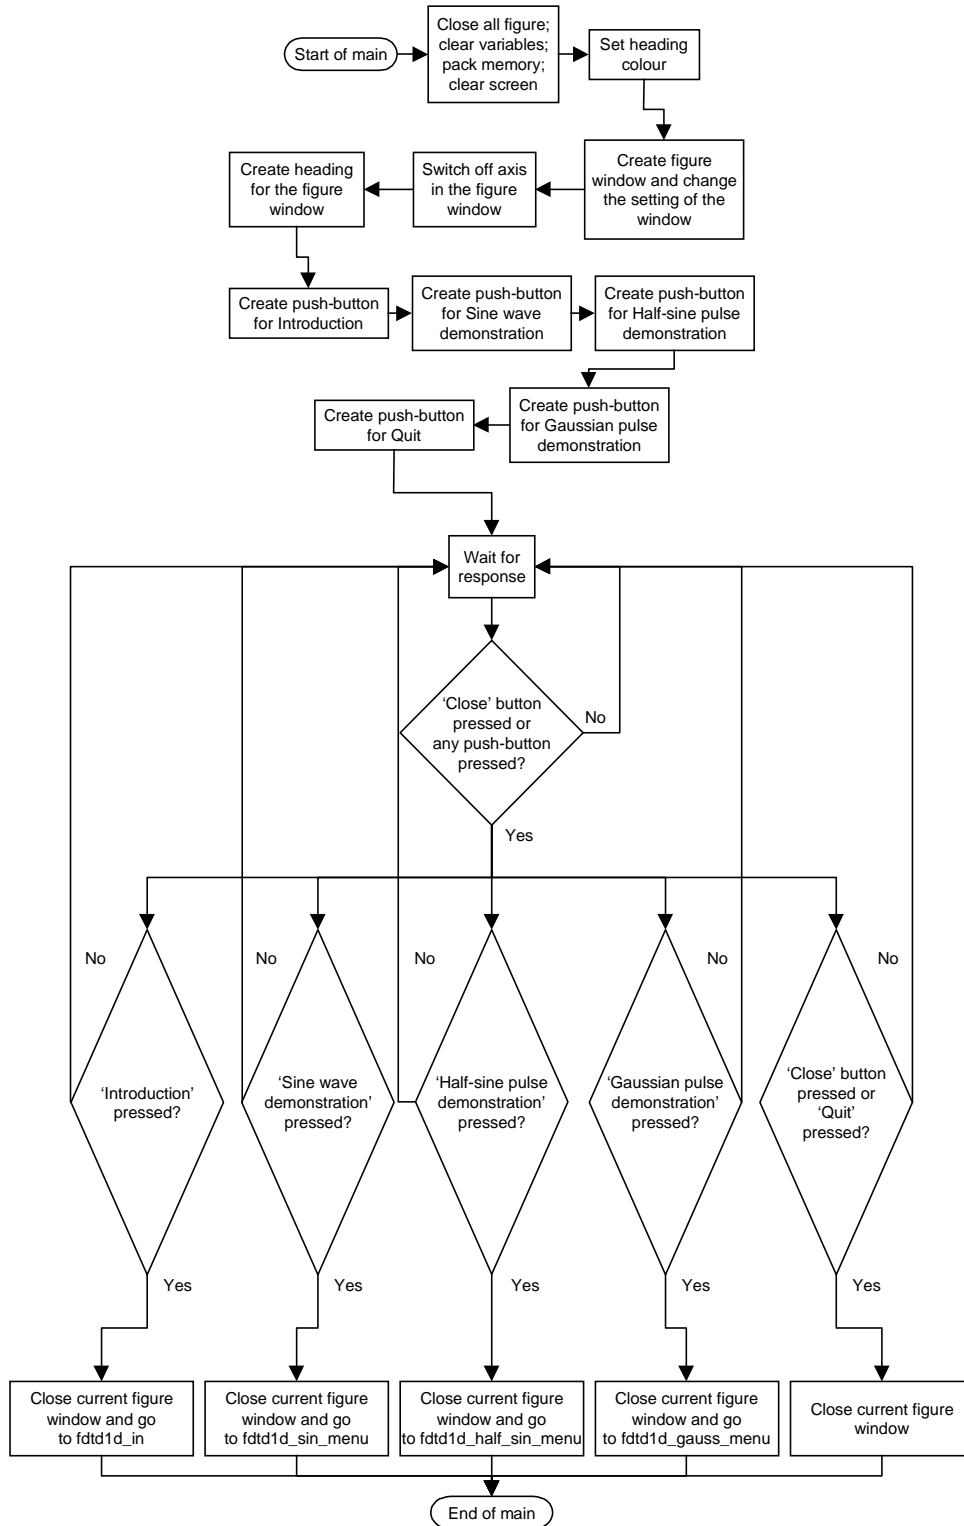 Start of main
Close all figure;
clear variables;
pack memory;
clear screen
Set heading
colour
Create figure
window and change
the setting of the
window
Switch off axis
in the figure
window
Create heading
for the figure
window
Create push-button
for Introduction
Create push-button
for Sine wave
demonstration
Create push-button
for Half-sine pulse
demonstration
Create push-button
for Gaussian pulse
demonstration
Create push-button
for Quit
Wait for
response
‘Close’ button
pressed or
any push-button
pressed?
No
Yes
No
No
No
No
No
‘Introduction’
pressed?
‘Sine wave
demonstration’
pressed?
‘Half-sine pulse
demonstration’
pressed?
‘Gaussian pulse
demonstration’
pressed?
‘Close’ button
pressed or
‘Quit’
pressed?
Yes
Yes
Yes
Yes
Yes
Close current figure
window and go
to fdtd1d_in
Close current figure
window and go
to fdtd1d_sin_menu
Close current figure
window and go
to fdtd1d_half_sin_menu
Close current figure
window and go
to fdtd1d_gauss_menu
Close current figure
window
End of main